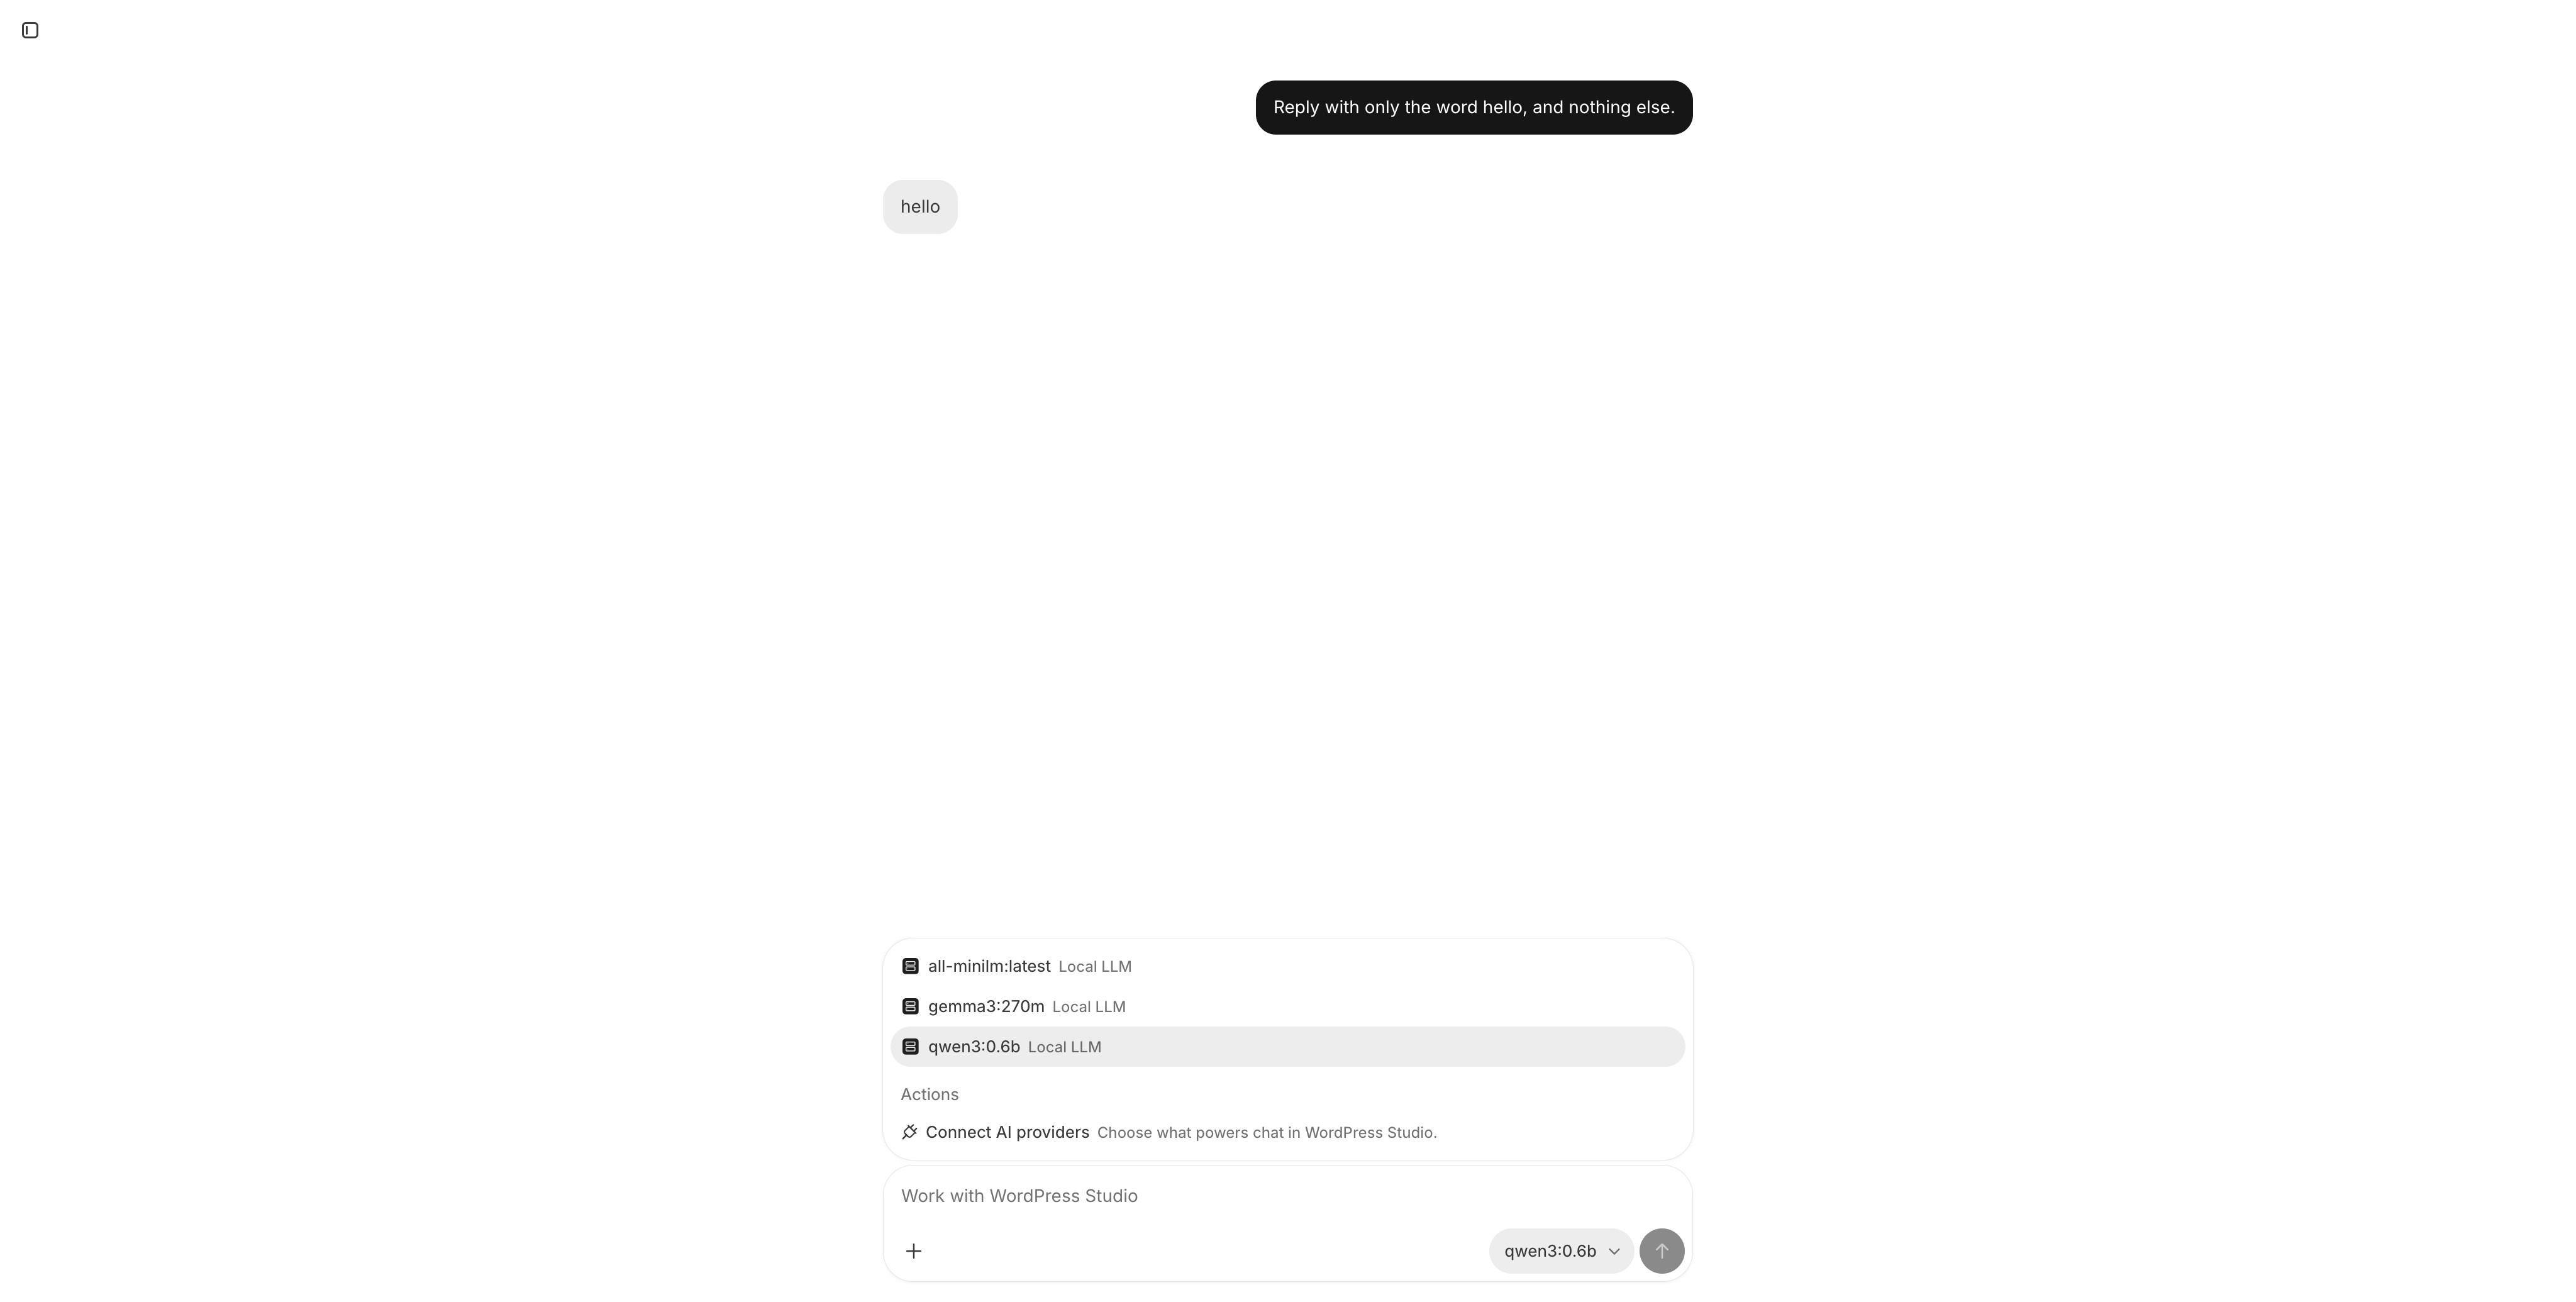 Reply with only the word hello, and nothing else.
hello
all-minilm:latest Local LLM
gemma3:270m Local LLM
qwen3:0.6b Local LLM
Actions
Connect AI providers Choose what powers chat in WordPress Studio.
Work with WordPress Studio
qwen3:0.6b